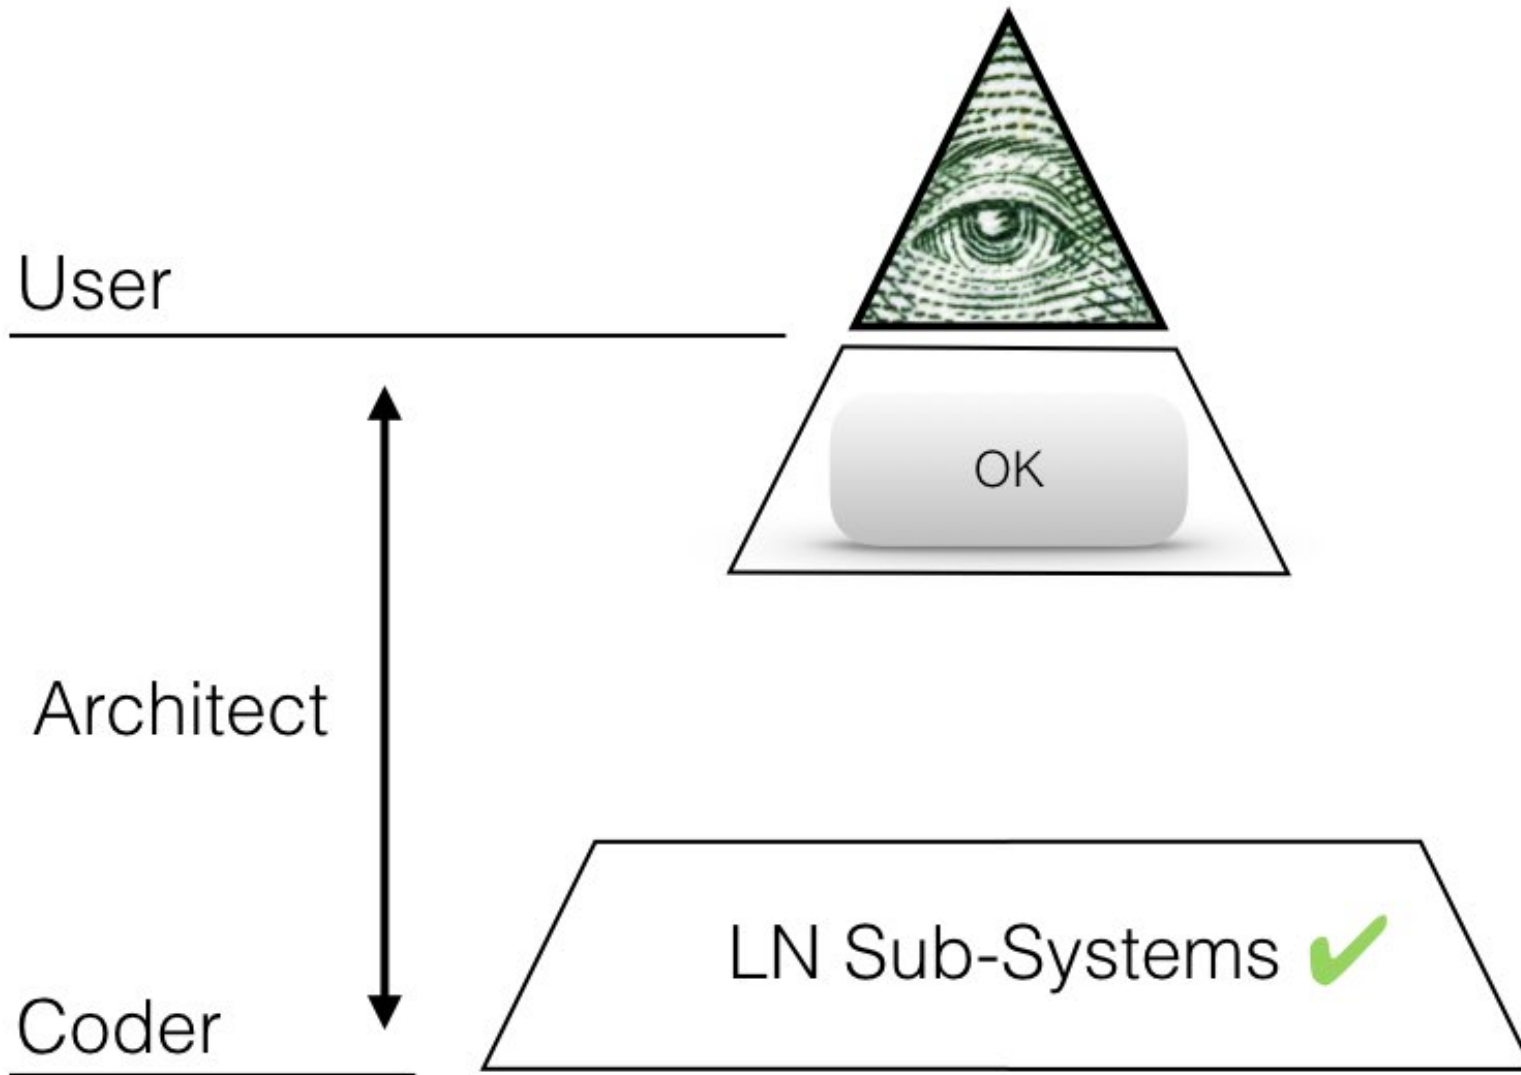 User
OK
Architect
LN Sub-Systems ✔
Coder